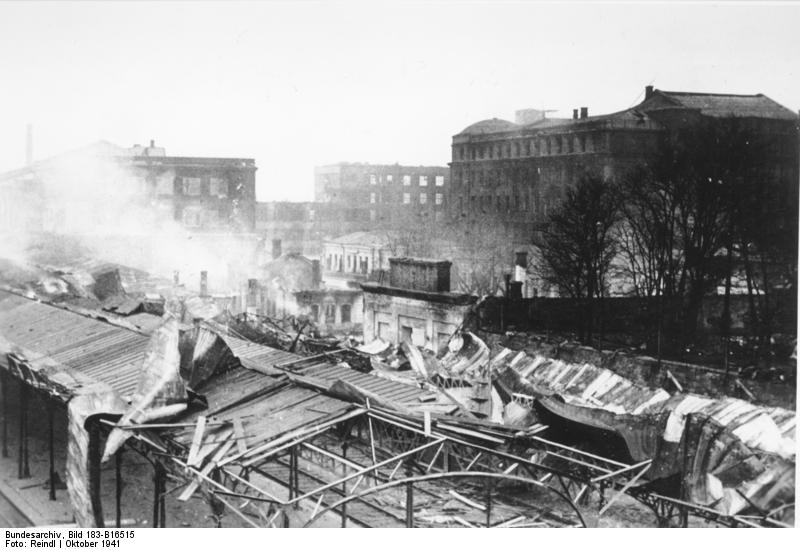 Bundesarchiv, Bild 183-B16515
Foto: Reindl | Oktober 1941